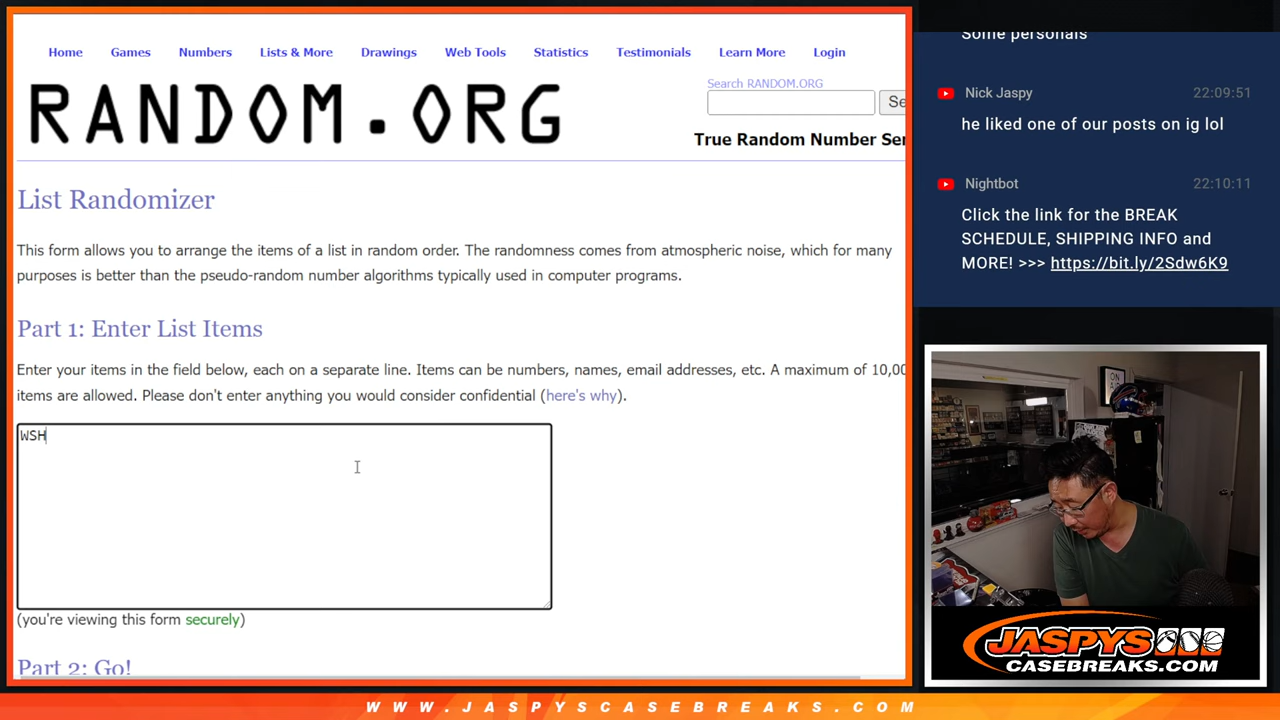 Home Games Numbers Lists & More Drawings Web Tools Statistics Testimonials Learn More Login
RANDOM.ORG
Search RANDOM.ORG
Se
True Random Number Ser
List Randomizer
This form allows you to arrange the items of a list in random order. The randomness comes from atmospheric noise, which for many
purposes is better than the pseudo-random number algorithms typically used in computer programs.
Part 1: Enter List Items
Enter your items in the field below, each on a separate line. Items can be numbers, names, email addresses, etc. A maximum of 10,00
items are allowed. Please don't enter anything you would consider confidential (here's why).
WSH
(you're viewing this form securely)
Part 2: Go!
Some personals
Nick Jaspy 22:09:51
he liked one of our posts on ig lol
Nightbot 22:10:11
Click the link for the BREAK
SCHEDULE, SHIPPING INFO and
MORE! >>> https://bit.ly/2Sdw6K9
JASPYS
CASEBREAKS.COM
WWW.JASPYSCASEBREAKS.COM